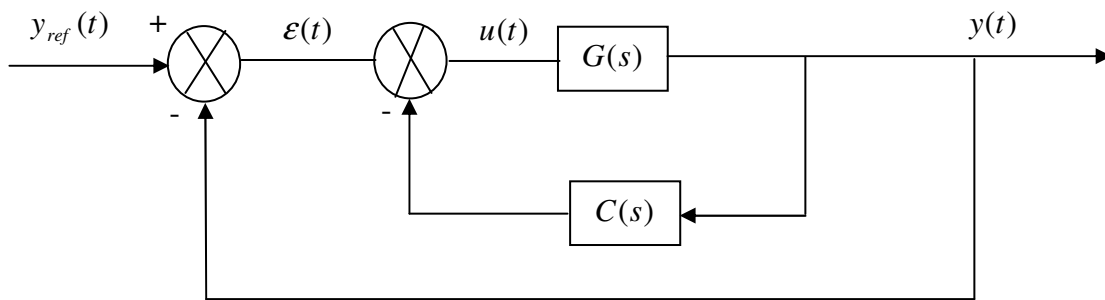 y_ref(t) + ε(t) u(t) G(s) y(t)
- -
C(s)